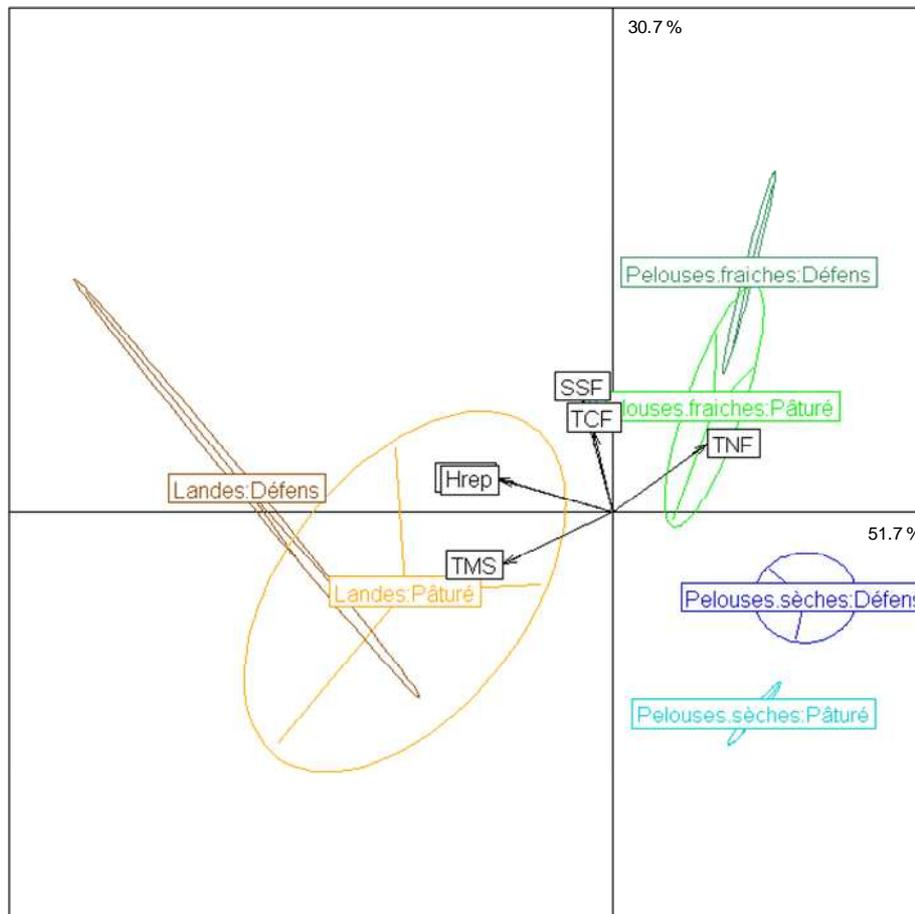 30.7 %
Pelouses.fraiches:Défens
SSF
louses.fraiches:Pâturé
TCF
TNF
Hrep
Landes:Défens
51.7 %
TMS
Landes:Pâturé
Pelouses.sèches:Défens
Pelouses.sèches:Pâturé